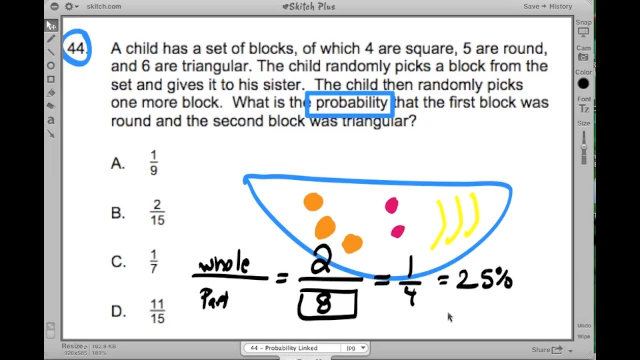 skitch.com
Skitch Plus
Save->History
Snap
Cam
Font
Tz
44. A child has a set of blocks, of which 4 are square, 5 are round,
and 6 are triangular. The child randomly picks a block from the
set and gives it to his sister. The child then randomly picks
one more block. What is the probability that the first block was
round and the second block was triangular?
A. 1/9
B. 2/15
C. 1/7
D. 11/15
whole/Part = 2/8 = 1/4 = 25%
44 - Probability Linked
JPG
Share